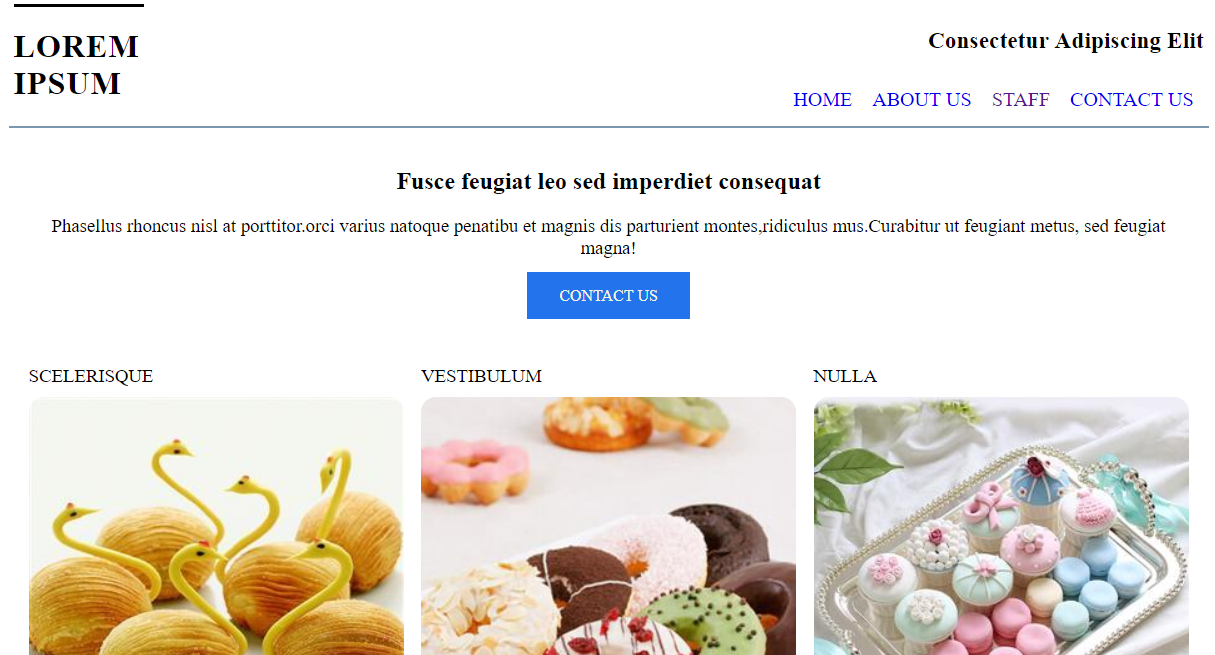 LOREM
IPSUM
Consectetur Adipiscing Elit
HOME ABOUT US STAFF CONTACT US
Fusce feugiat leo sed imperdiet consequat
Phasellus rhoncus nisl at porttitor.orci varius natoque penatibu et magnis dis parturient montes,ridiculus mus.Curabitur ut feugiant metus, sed feugiat
magna!
CONTACT US
SCELERISQUE VESTIBULUM NULLA